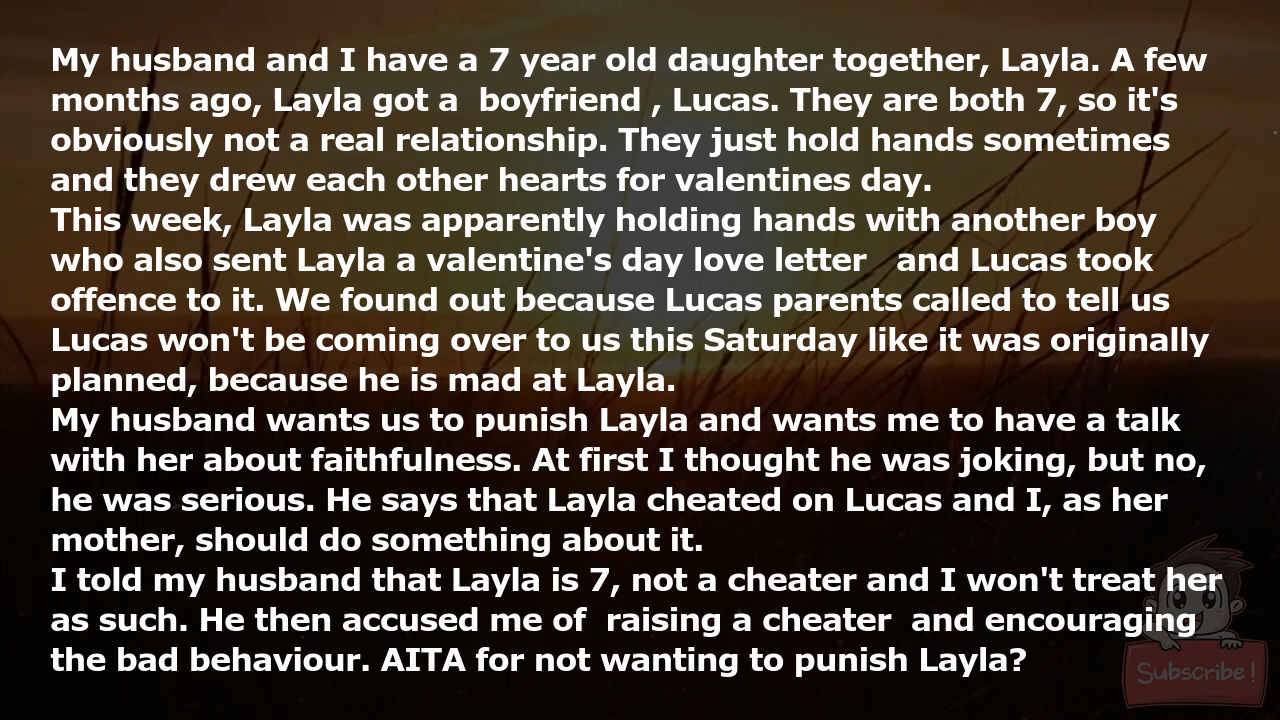 My husband and I have a 7 year old daughter together, Layla. A few
months ago, Layla got a  boyfriend , Lucas. They are both 7, so it's
obviously not a real relationship. They just hold hands sometimes
and they drew each other hearts for valentines day.
This week, Layla was apparently holding hands with another boy
who also sent Layla a valentine's day love letter   and Lucas took
offence to it. We found out because Lucas parents called to tell us
Lucas won't be coming over to us this Saturday like it was originally
planned, because he is mad at Layla.
My husband wants us to punish Layla and wants me to have a talk
with her about faithfulness. At first I thought he was joking, but no,
he was serious. He says that Layla cheated on Lucas and I, as her
mother, should do something about it.
I told my husband that Layla is 7, not a cheater and I won't treat her
as such. He then accused me of  raising a cheater  and encouraging
the bad behaviour. AITA for not wanting to punish Layla?
Subscribe!